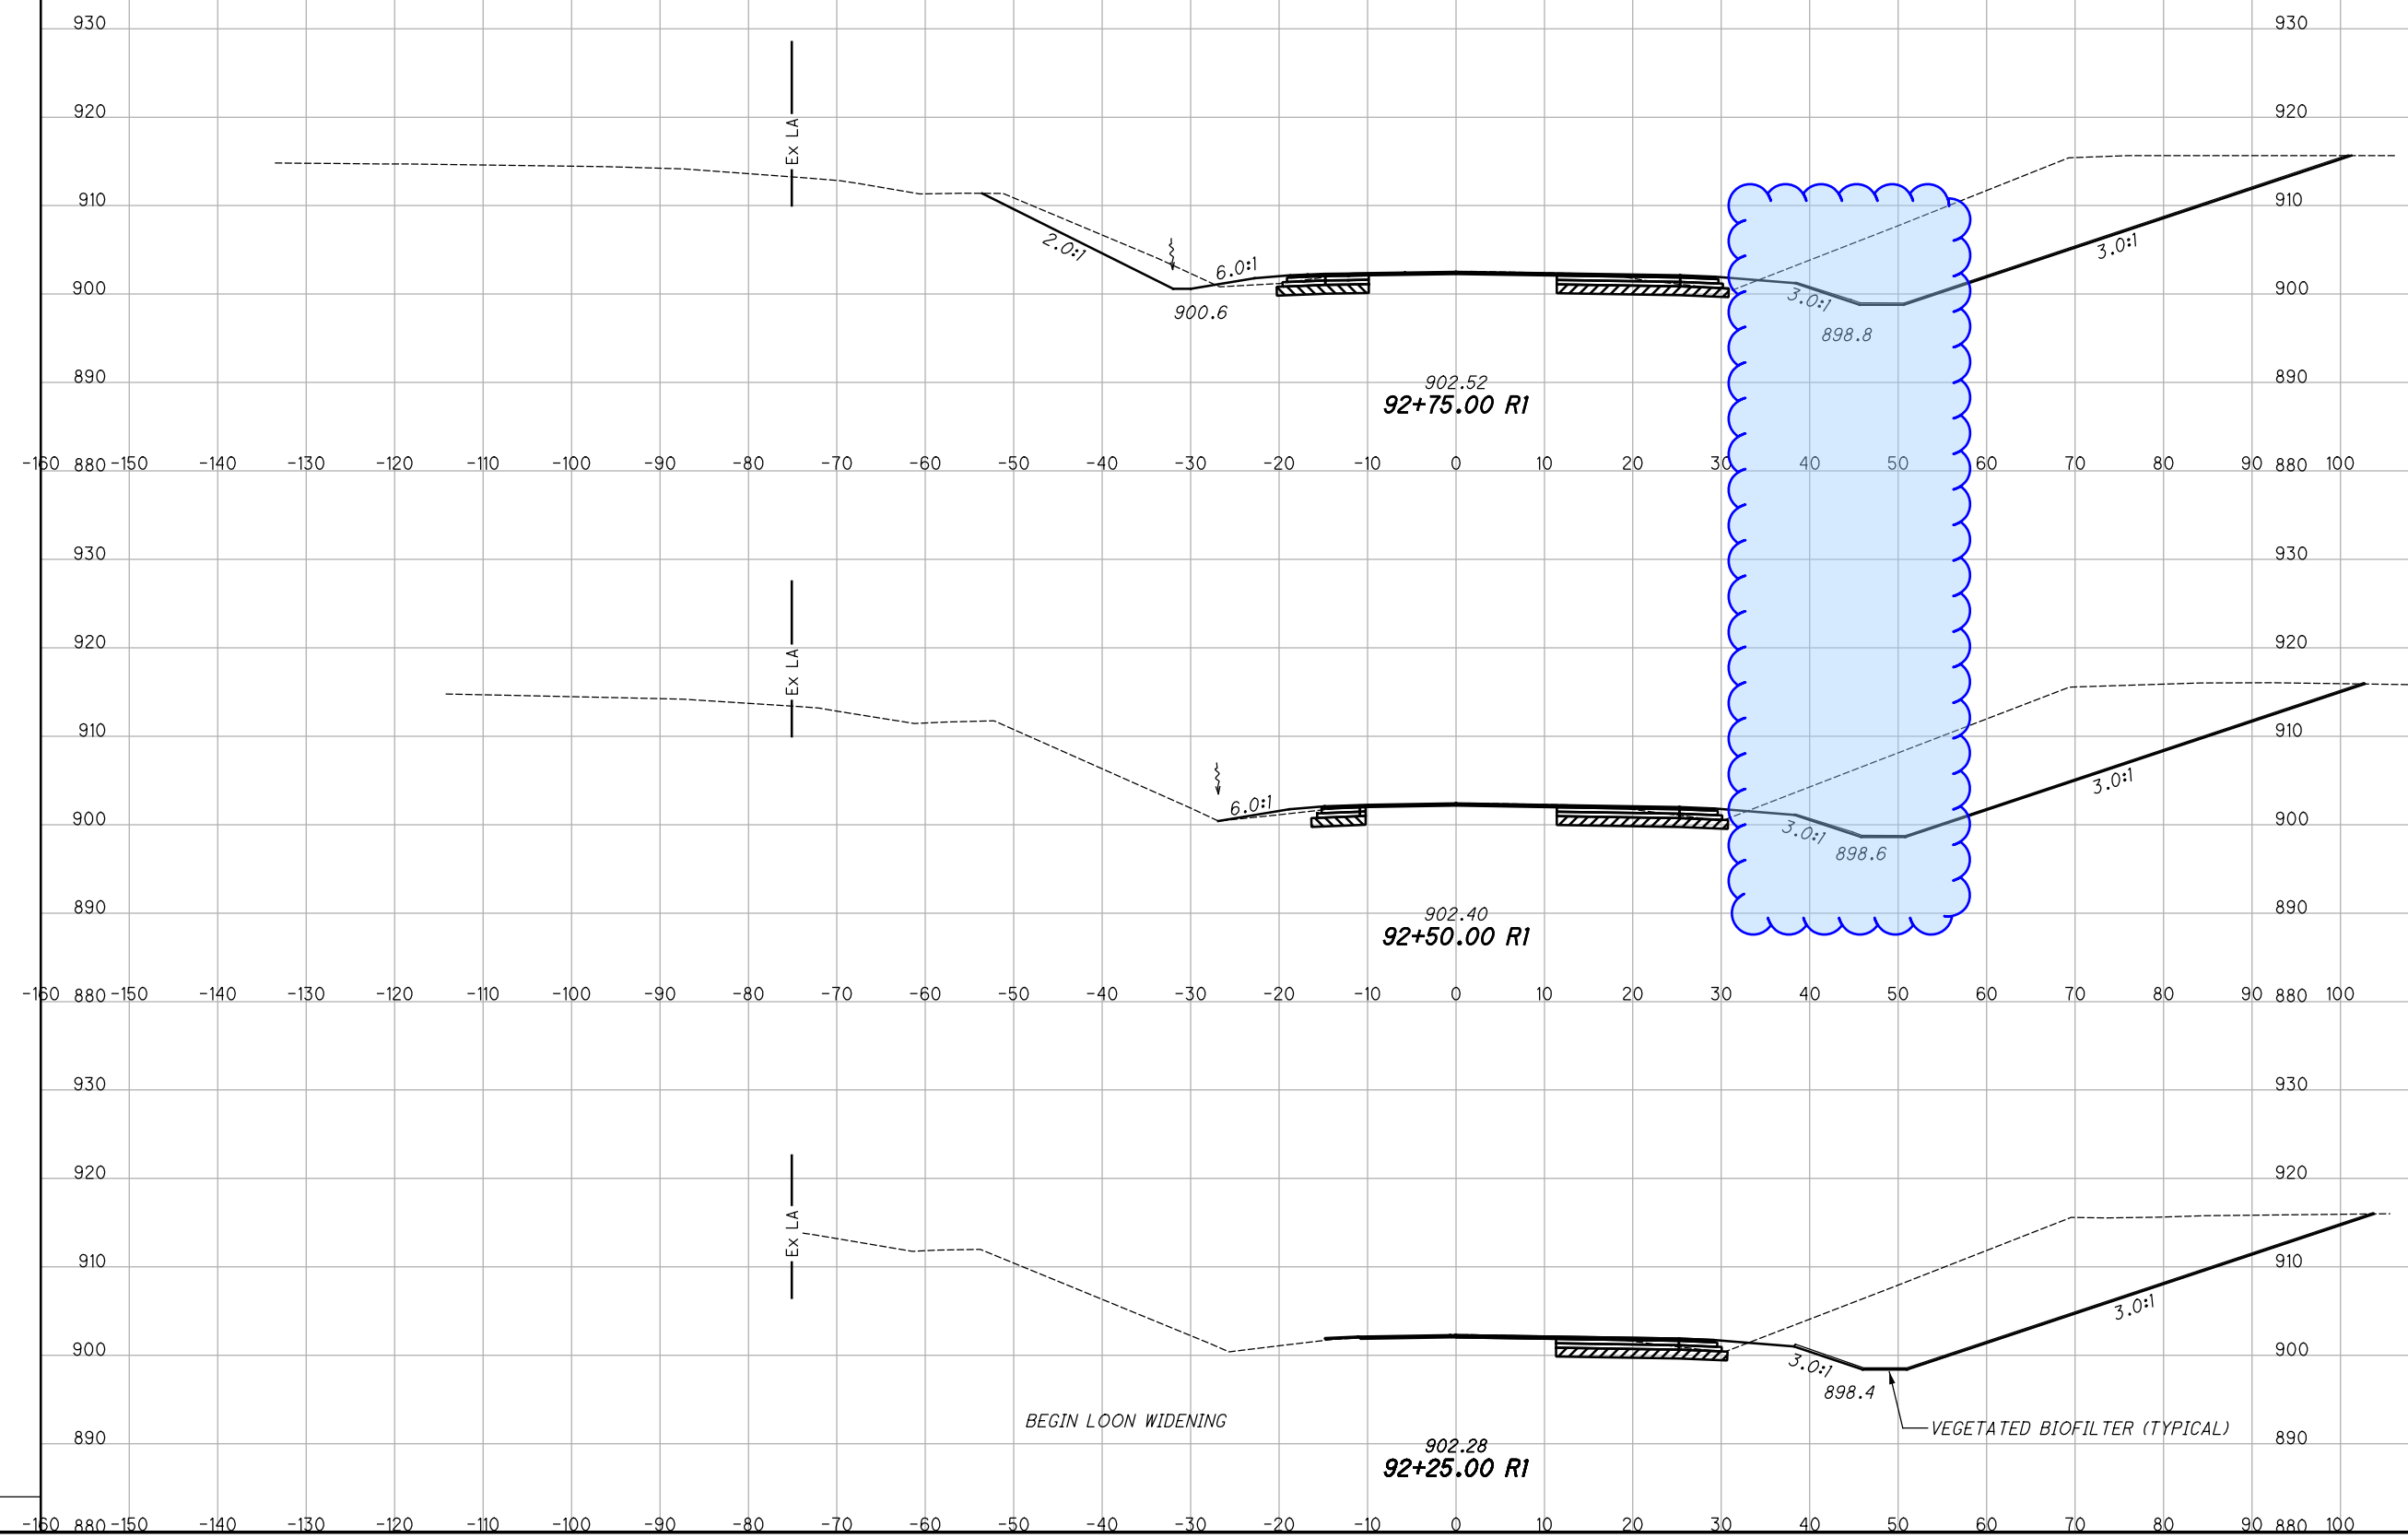 930 930
920 Ex LA 920
910 910
2.0:1 6.0:1 3.0:1 3.0:1
900 900
900.6 898.8
890 902.52 890
92+75.00 R1
-160 880 -150 -140 -130 -120 -110 -100 -90 -80 -70 -60 -50 -40 -30 -20 -10 0 10 20 30 40 50 60 70 80 90 880 100
930 930
920 Ex LA 920
910 910
6.0:1 3.0:1 3.0:1
900 900
898.6
890 902.40 890
92+50.00 R1
-160 880 -150 -140 -130 -120 -110 -100 -90 -80 -70 -60 -50 -40 -30 -20 -10 0 10 20 30 40 50 60 70 80 90 880 100
930 930
920 920
Ex LA
910 910
3.0:1
900 3.0:1 900
898.4
BEGIN LOON WIDENING
VEGETATED BIOFILTER (TYPICAL)
890 902.28 890
92+25.00 R1
-160 880 -150 -140 -130 -120 -110 -100 -90 -80 -70 -60 -50 -40 -30 -20 -10 0 10 20 30 40 50 60 70 80 90 880 100